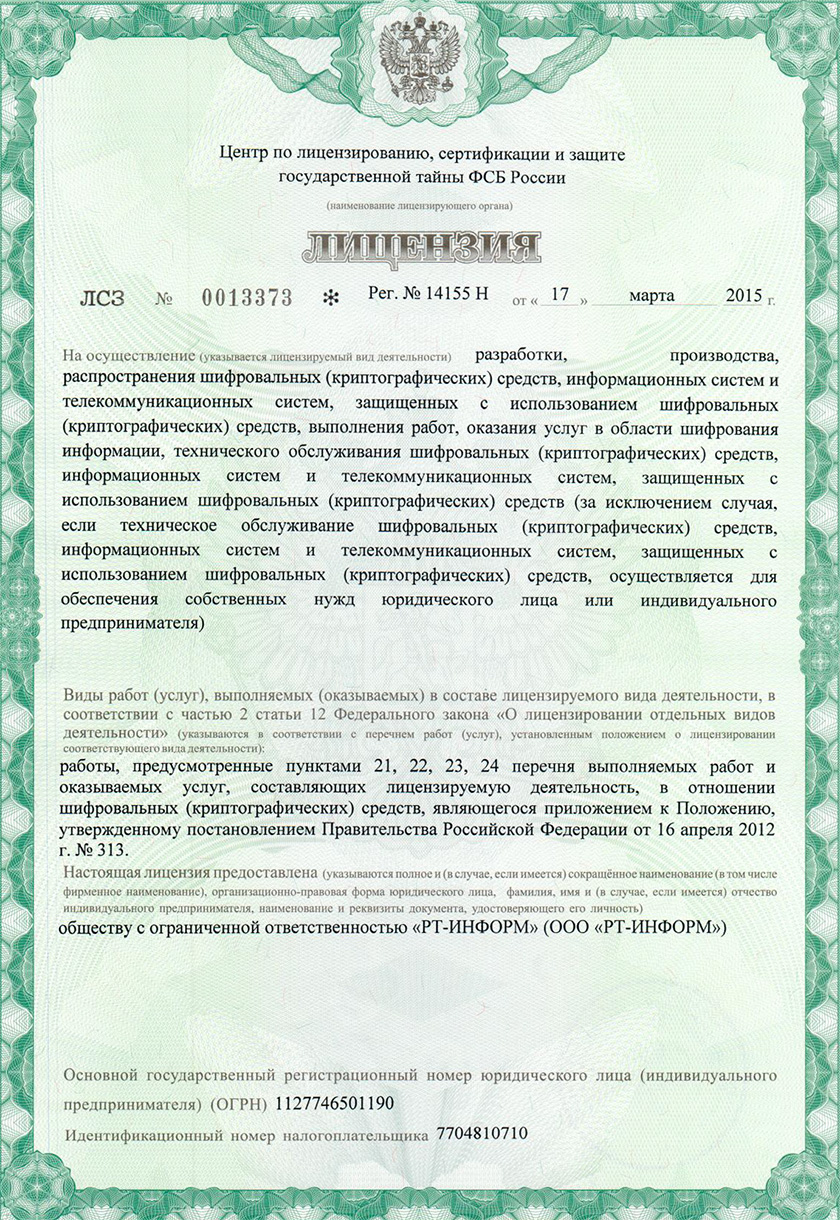 Центр по лицензированию, сертификации и защите
государственной тайны ФСБ России
(наименование лицензирующего органа)
ЛИЦЕНЗИЯ
ЛСЗ № 0013373 * Рег. № 14155 Н от « 17 » марта 2015 г.
На осуществление (указывается лицензируемый вид деятельности) разработки, производства,
распространения шифровальных (криптографических) средств, информационных систем и
телекоммуникационных систем, защищенных с использованием шифровальных
(криптографических) средств, выполнения работ, оказания услуг в области шифрования
информации, технического обслуживания шифровальных (криптографических) средств,
информационных систем и телекоммуникационных систем, защищенных с
использованием шифровальных (криптографических) средств (за исключением случая,
если техническое обслуживание шифровальных (криптографических) средств,
информационных систем и телекоммуникационных систем, защищенных с
использованием шифровальных (криптографических) средств, осуществляется для
обеспечения собственных нужд юридического лица или индивидуального
предпринимателя)
Виды работ (услуг), выполняемых (оказываемых) в составе лицензируемого вида деятельности, в
соответствии с частью 2 статьи 12 Федерального закона «О лицензировании отдельных видов
деятельности» (указываются в соответствии с перечнем работ (услуг), установленным положением о лицензировании
соответствующего вида деятельности):
работы, предусмотренные пунктами 21, 22, 23, 24 перечня выполняемых работ и
оказываемых услуг, составляющих лицензируемую деятельность, в отношении
шифровальных (криптографических) средств, являющегося приложением к Положению,
утвержденному постановлением Правительства Российской Федерации от 16 апреля 2012
г. № 313.
Настоящая лицензия предоставлена (указываются полное и (в случае, если имеется) сокращённое наименование (в том числе
фирменное наименование), организационно-правовая форма юридического лица, фамилия, имя и (в случае, если имеется) отчество
индивидуального предпринимателя, наименование и реквизиты документа, удостоверяющего его личность)
обществу с ограниченной ответственностью «РТ-ИНФОРМ» (ООО «РТ-ИНФОРМ»)
Основной государственный регистрационный номер юридического лица (индивидуального
предпринимателя) (ОГРН) 1127746501190
Идентификационный номер налогоплательщика 7704810710